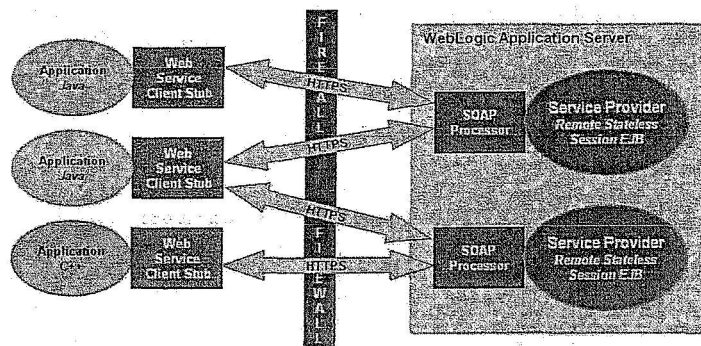 WebLogic Application Server
FIREWALL
FIREWALL
Application
Java
Web
Service
Client Stub
HTTPS
SOAP
Processor
Service Provider
Remote Stateless
Session EJB
Application
Java
Web
Service
Client Stub
HTTPS
HTTPS
Application
C++
Web
Service
Client Stub
HTTPS
SOAP
Processor
Service Provider
Remote Stateless
Session EJB